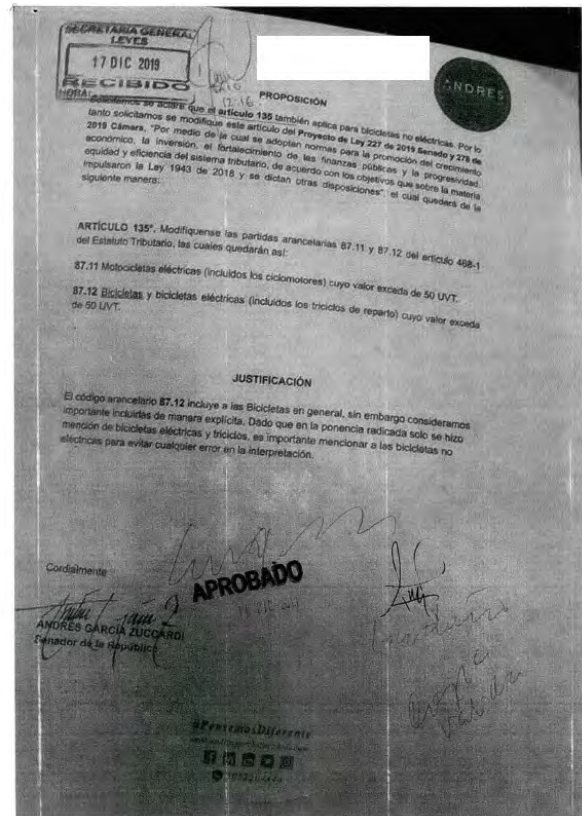 SECRETARIA GENERAL
LEYES
17 DIC 2019
RECIBIDO
HORA:
12:16
ANDRES
PROPOSICIÓN
Solicitamos se aclare que el artículo 135 también aplica para bicicletas no eléctricas. Por lo
tanto solicitamos se modifique este artículo del Proyecto de Ley 227 de 2019 Senado y 278 de
2019 Cámara, "Por medio de la cual se adoptan normas para la promoción del crecimiento
económico, la inversión, el fortalecimiento de las finanzas públicas y la progresividad,
equidad y eficiencia del sistema tributario, de acuerdo con los objetivos que sobre la materia
impulsaron la Ley 1943 de 2018 y se dictan otras disposiciones", el cual quedará de la
siguiente manera:
ARTÍCULO 135°. Modifíquense las partidas arancelarias 87.11 y 87.12 del artículo 468-1
del Estatuto Tributario, las cuales quedarán así:
87.11 Motocicletas eléctricas (incluidos los ciclomotores) cuyo valor exceda de 50 UVT.
87.12 Bicicletas y bicicletas eléctricas (incluidos los triciclos de reparto) cuyo valor exceda
de 50 UVT.
JUSTIFICACIÓN
El código arancelario 87.12 incluye a las Bicicletas en general, sin embargo consideramos
importante incluirlas de manera explícita. Dado que en la ponencia radicada solo se hizo
mención de bicicletas eléctricas y triciclos, es importante mencionar a las bicicletas no
eléctricas para evitar cualquier error en la interpretación.
Cordialmente
APROBADO
ANDRÉS GARCÍA ZUCCARDI
Senador de la República
#PensemosDiferente